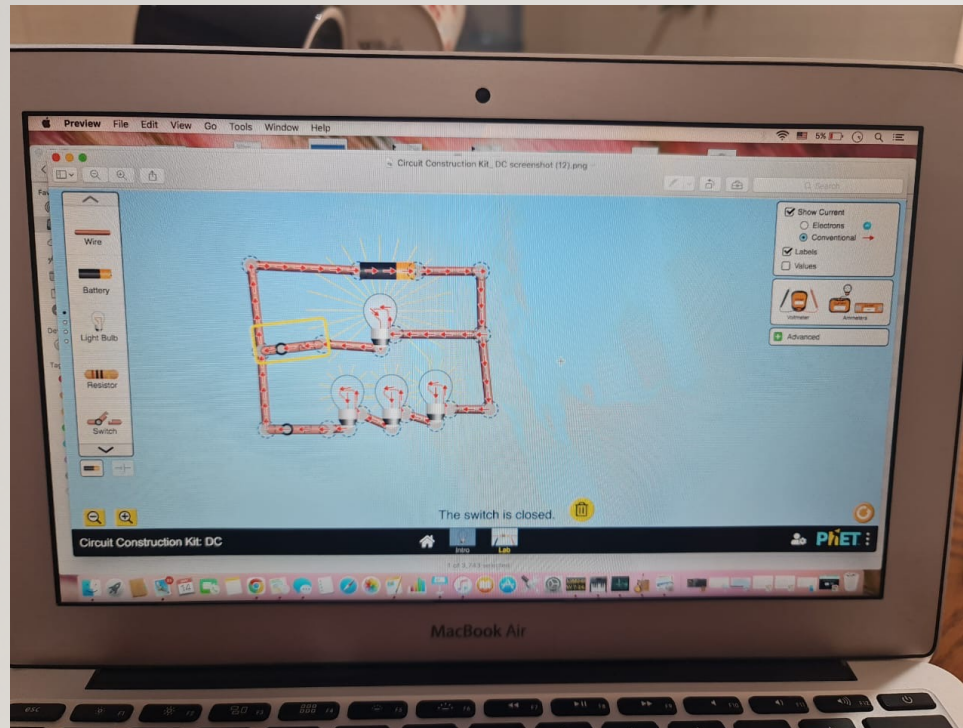 Preview File Edit View Go Tools Window Help
5%
Circuit Construction Kit_ DC screenshot (12).png
Search
Wire
Battery
Light Bulb
Resistor
Switch
Show Current
Electrons
Conventional
Labels
Values
Voltmeter
Ammeters
Advanced
The switch is closed.
Circuit Construction Kit: DC
Intro
Lab
PhET
MacBook Air
esc